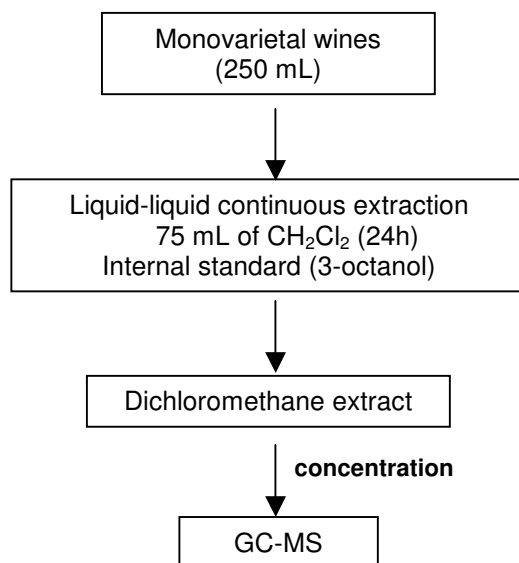 Monovarietal wines
(250 mL)
Liquid-liquid continuous extraction
75 mL of CH₂Cl₂ (24h)
Internal standard (3-octanol)
Dichloromethane extract
concentration
GC-MS